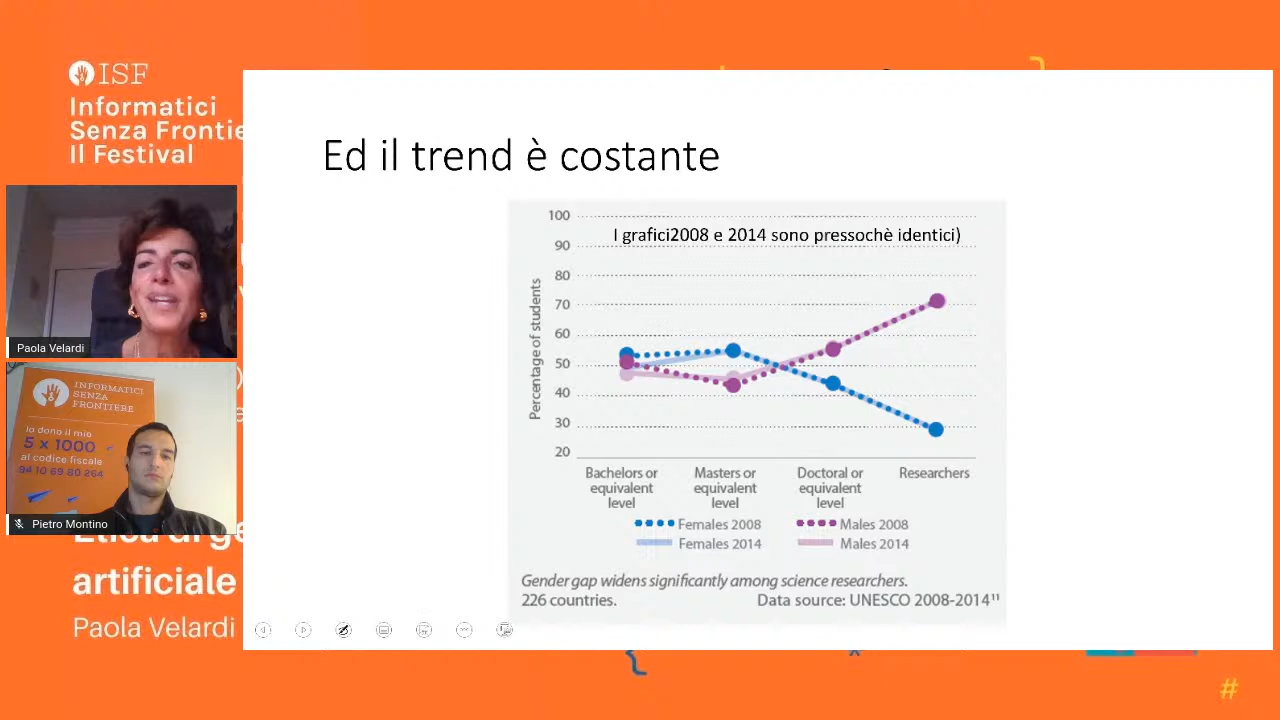 ISF
Informatici
Senza Frontie
Il Festival
Ed il trend è costante
I grafici2008 e 2014 sono pressochè identici)
Percentage of students
100
90
80
70
60
50
40
30
20
Bachelors or
equivalent
level
Masters or
equivalent
level
Doctoral or
equivalent
level
Researchers
Females 2008
Males 2008
Females 2014
Males 2014
Gender gap widens significantly among science researchers.
226 countries.
Data source: UNESCO 2008-2014¹¹
Paola Velardi
INFORMATICI
SENZA
FRONTIERE
Io dono il mio
5 x 1000
al codice fiscale
94 10 69 80 264
Pietro Montino
Etica di ge
artificiale
Paola Velardi
#